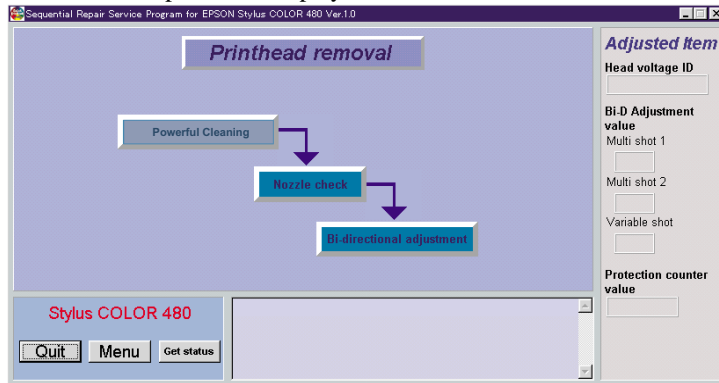 Sequential Repair Service Program for EPSON Stylus COLOR 480 Ver.1.0
Printhead removal
Powerful Cleaning
Nozzle check
Bi-directional adjustment
Adjusted Item
Head voltage ID
Bi-D Adjustment
value
Multi shot 1
Multi shot 2
Variable shot
Protection counter
value
Stylus COLOR 480
Quit
Menu
Get status